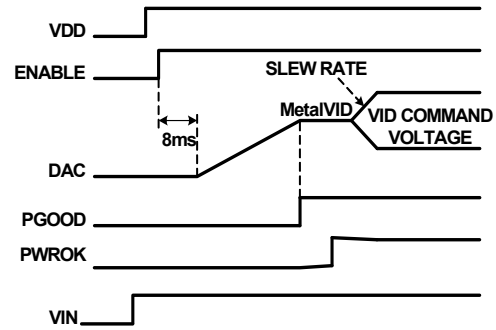 VDD
ENABLE
SLEW RATE
MetalVID
VID COMMAND
VOLTAGE
8ms
DAC
PGOOD
PWROK
VIN